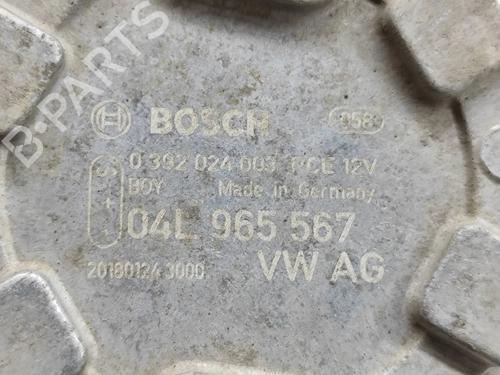 B-PARTS
BOSCH 058
0 392 024 003 PCE 12V
BOY Made in Germany
04L 965 567
20180124 3000 VW AG